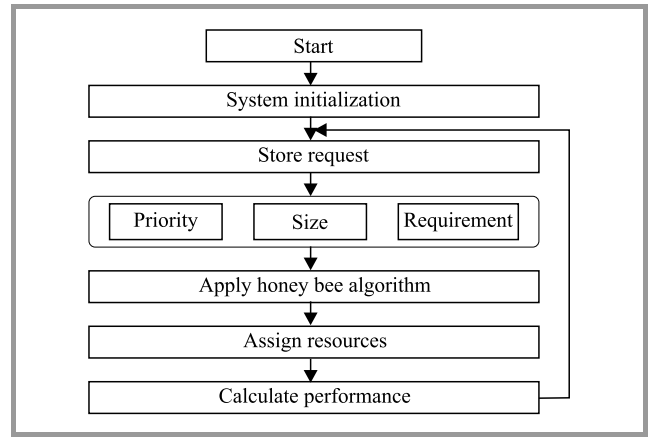 Start
System initialization
Store request
Priority Size Requirement
Apply honey bee algorithm
Assign resources
Calculate performance